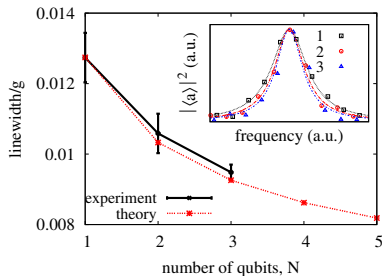 linewidth/g
0.014
0.012
0.01
0.008
1 2 3 4 5
number of qubits, N
experiment
theory
|⟨a⟩|² (a.u.)
frequency (a.u.)
1
2
3